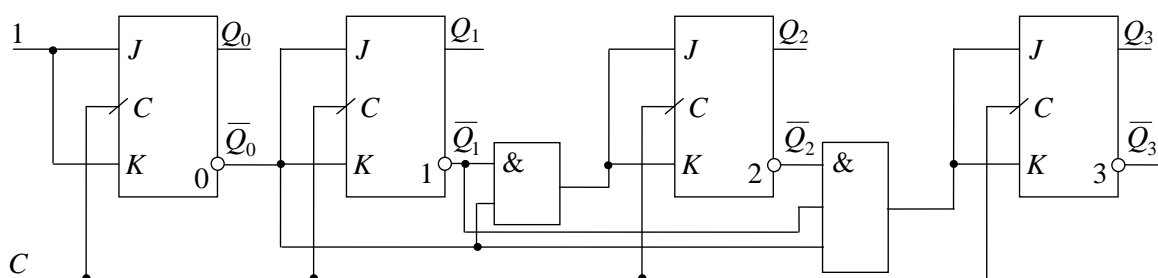 1 J Q₀ J Q₁ J Q₂ J Q₃
C C C C
K Q̅₀ K Q̅₁ & K Q̅₂ & K Q̅₃
0 1 2 3
C